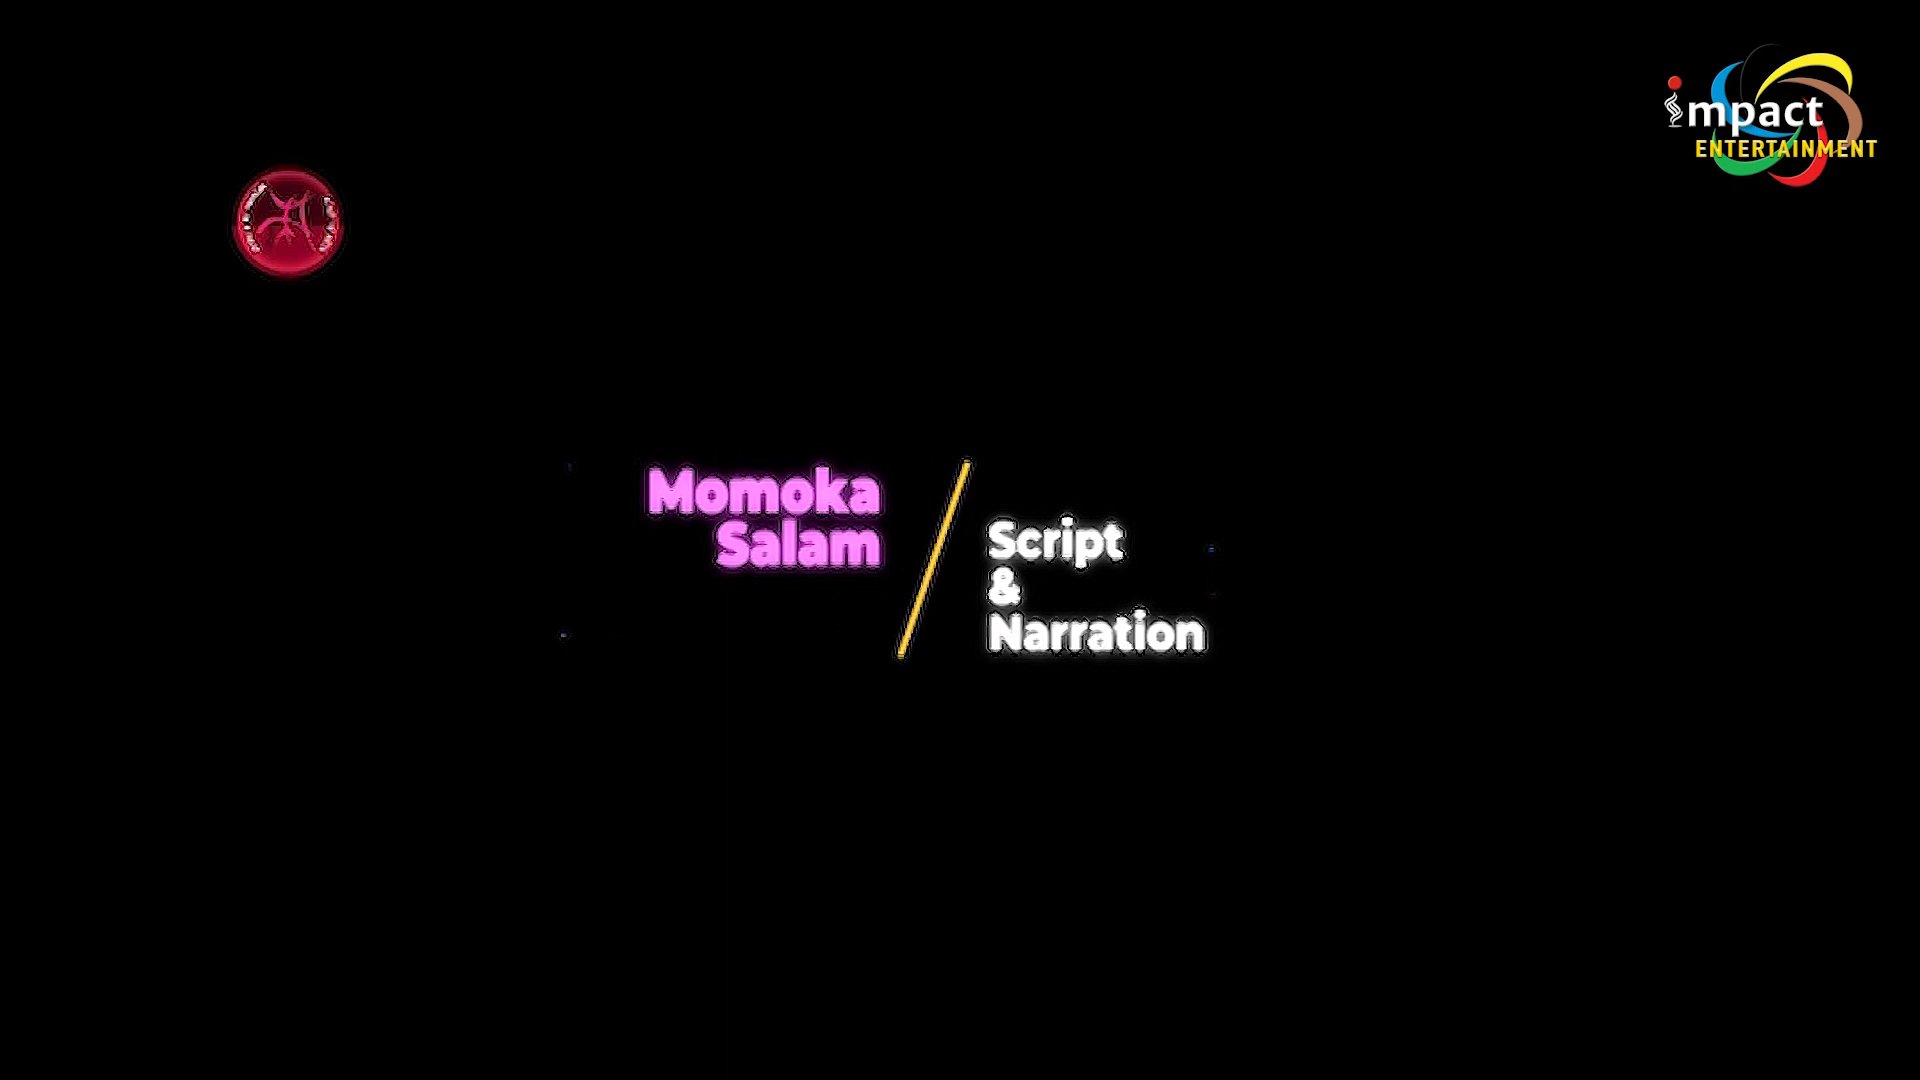 impact
ENTERTAINMENT
Momoka
Salam
Script
&
Narration